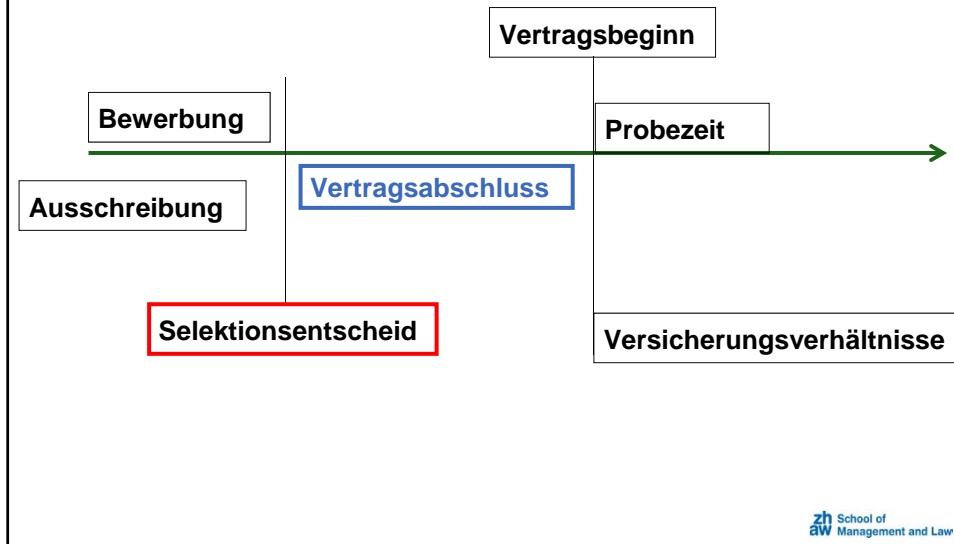 Vertragsbeginn
Bewerbung
Probezeit
Vertragsabschluss
Ausschreibung
Selektionsentscheid
Versicherungsverhältnisse
zh School of
aw Management and Law